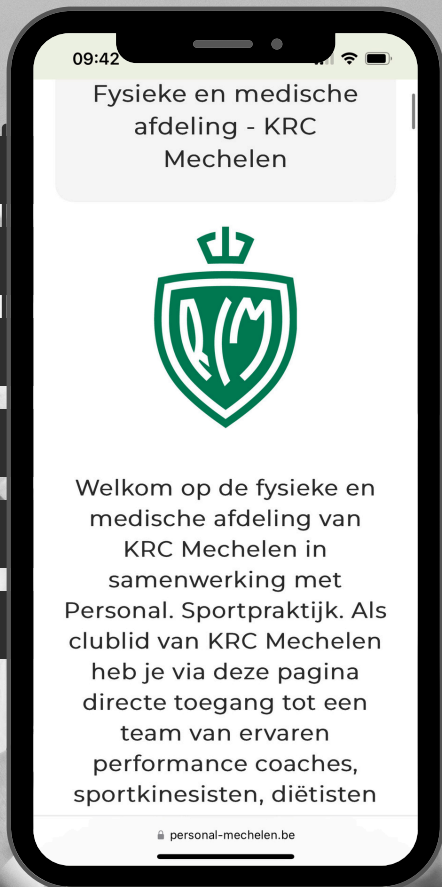 09:42
Fysieke en medische
afdeling - KRC
Mechelen
RCM
Welkom op de fysieke en
medische afdeling van
KRC Mechelen in
samenwerking met
Personal. Sportpraktijk. Als
clublid van KRC Mechelen
heb je via deze pagina
directe toegang tot een
team van ervaren
performance coaches,
sportkinesisten, diëtisten
personal-mechelen.be